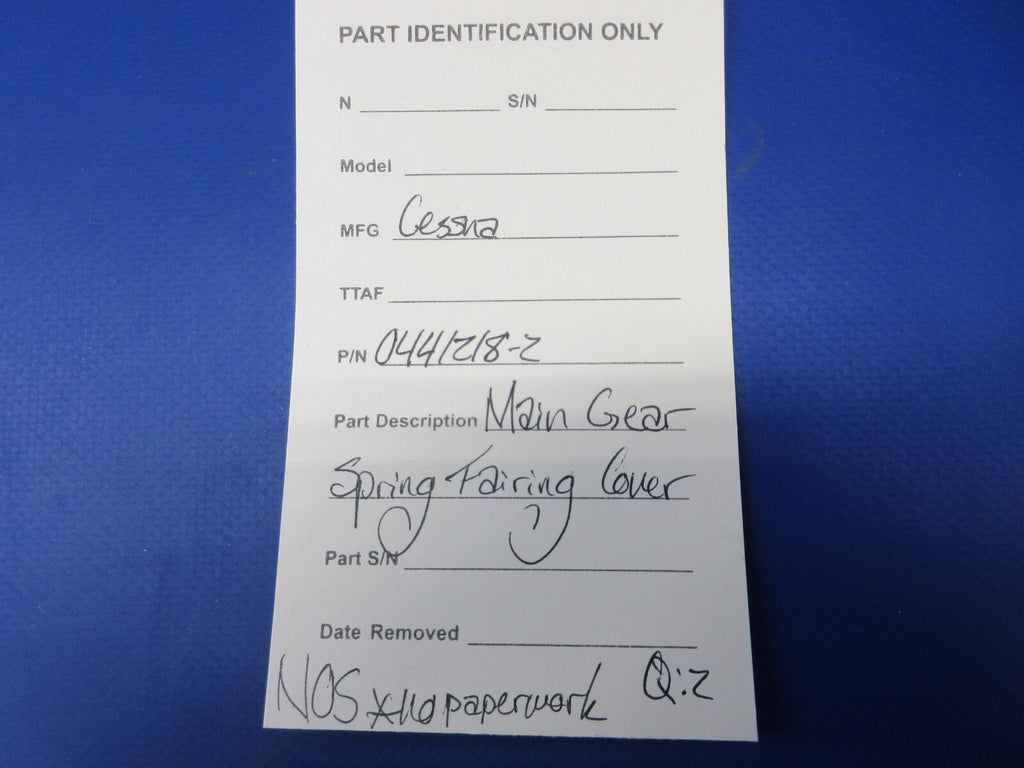 PART IDENTIFICATION ONLY
N S/N
Model
MFG Cessna
TTAF
P/N 0441218-2
Part Description Main Gear
Spring Fairing Cover
Part S/N
Date Removed
NOS *no paperwork Q:2